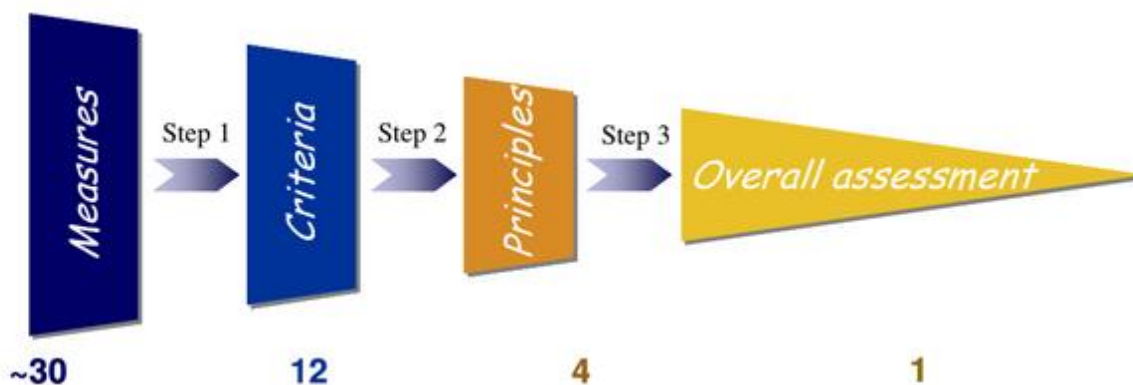 Measures
Step 1
Criteria
Step 2
Principles
Step 3
Overall assessment
~30
12
4
1